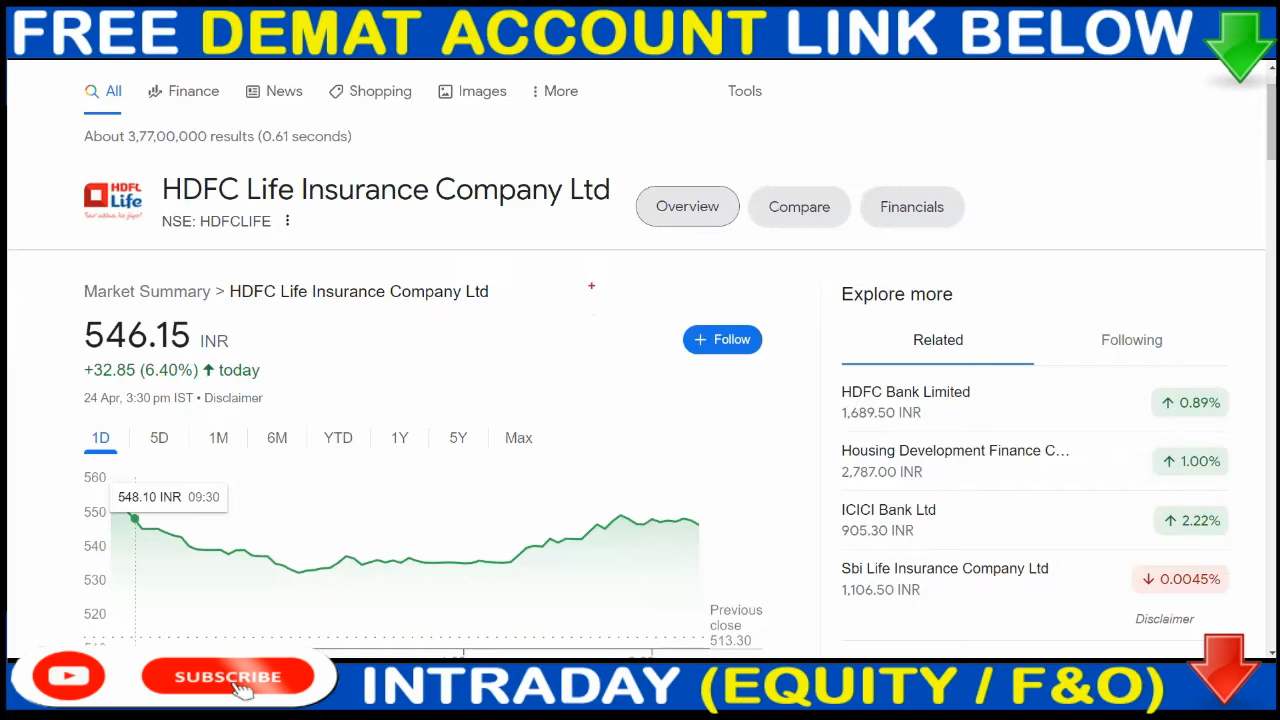 FREE DEMAT ACCOUNT LINK BELOW
All Finance News Shopping Images More Tools
About 3,77,00,000 results (0.61 seconds)
HDFL
Life
HDFC Life Insurance Company Ltd
NSE: HDFCLIFE
Overview Compare Financials
Market Summary > HDFC Life Insurance Company Ltd
546.15 INR
+ Follow
+32.85 (6.40%) ↑ today
24 Apr, 3:30 pm IST • Disclaimer
1D 5D 1M 6M YTD 1Y 5Y Max
560
548.10 INR 09:30
550
540
530
520
Previous
close
513.30
Explore more
Related Following
HDFC Bank Limited
1,689.50 INR
↑ 0.89%
Housing Development Finance C...
2,787.00 INR
↑ 1.00%
ICICI Bank Ltd
905.30 INR
↑ 2.22%
Sbi Life Insurance Company Ltd
1,106.50 INR
↓ 0.0045%
Disclaimer
SUBSCRIBE
INTRADAY (EQUITY / F&O)